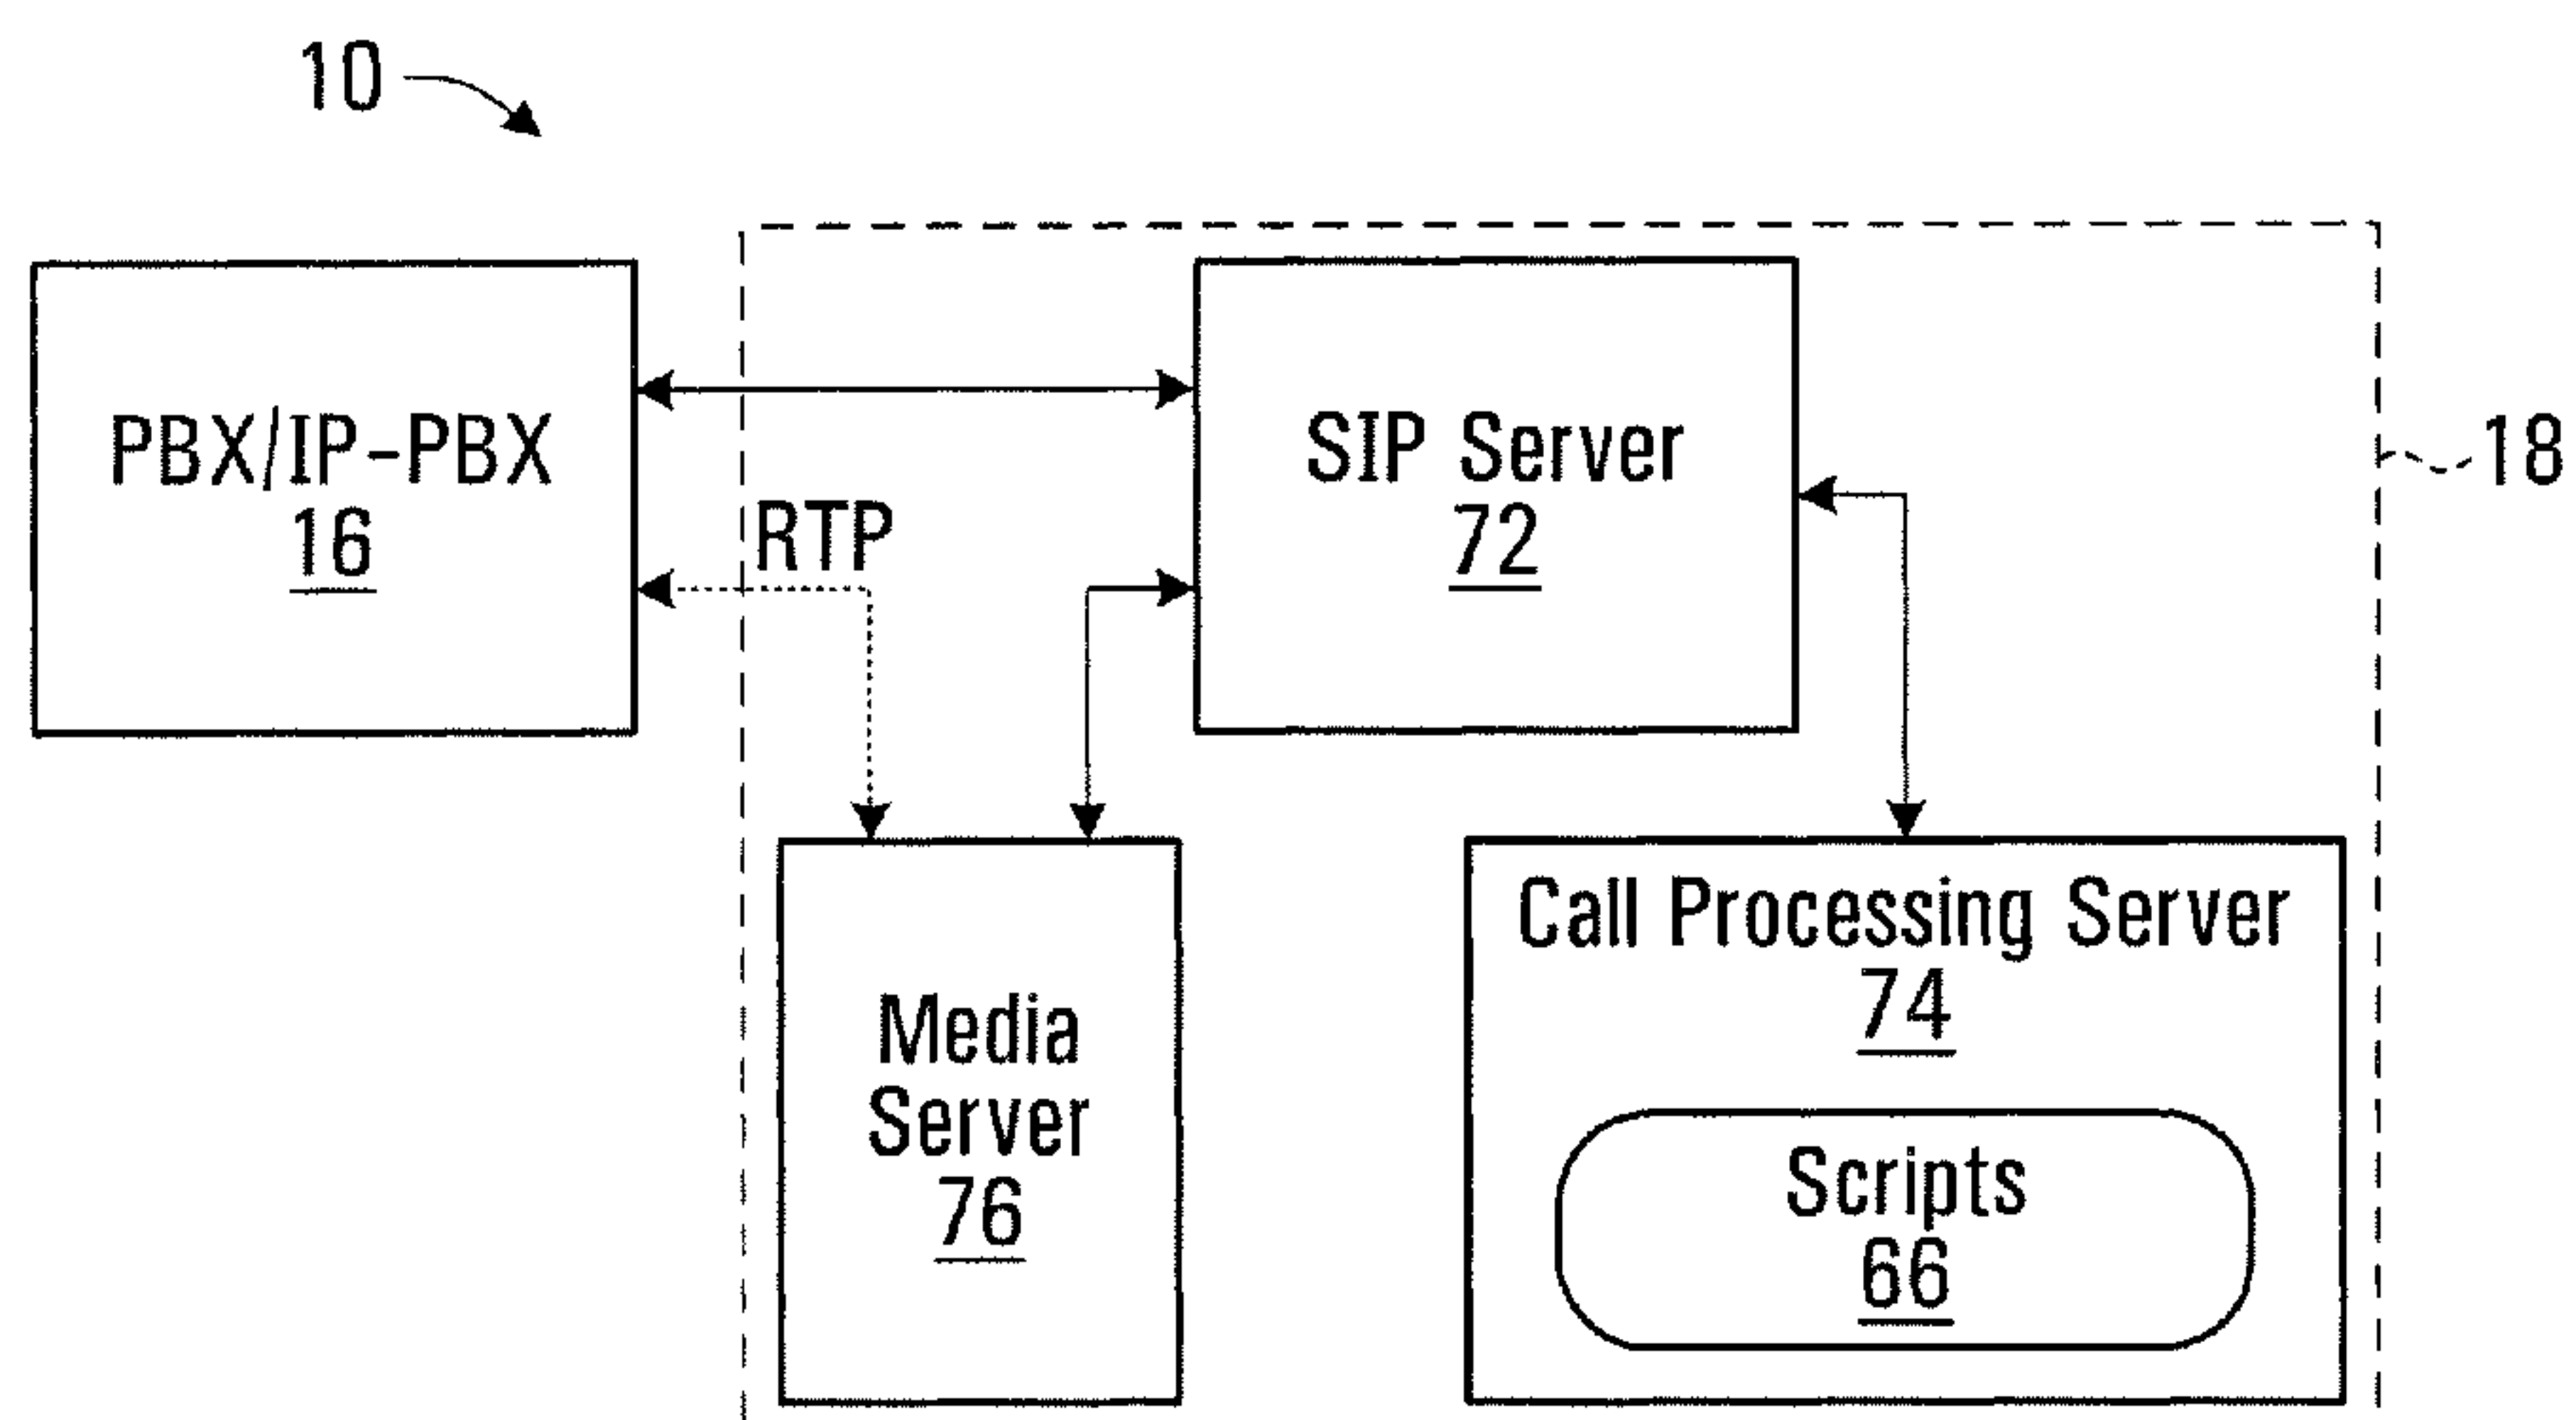 10
PBX/IP-PBX
16
RTP
SIP Server
72
18
Media
Server
76
Call Processing Server
74
Scripts
66